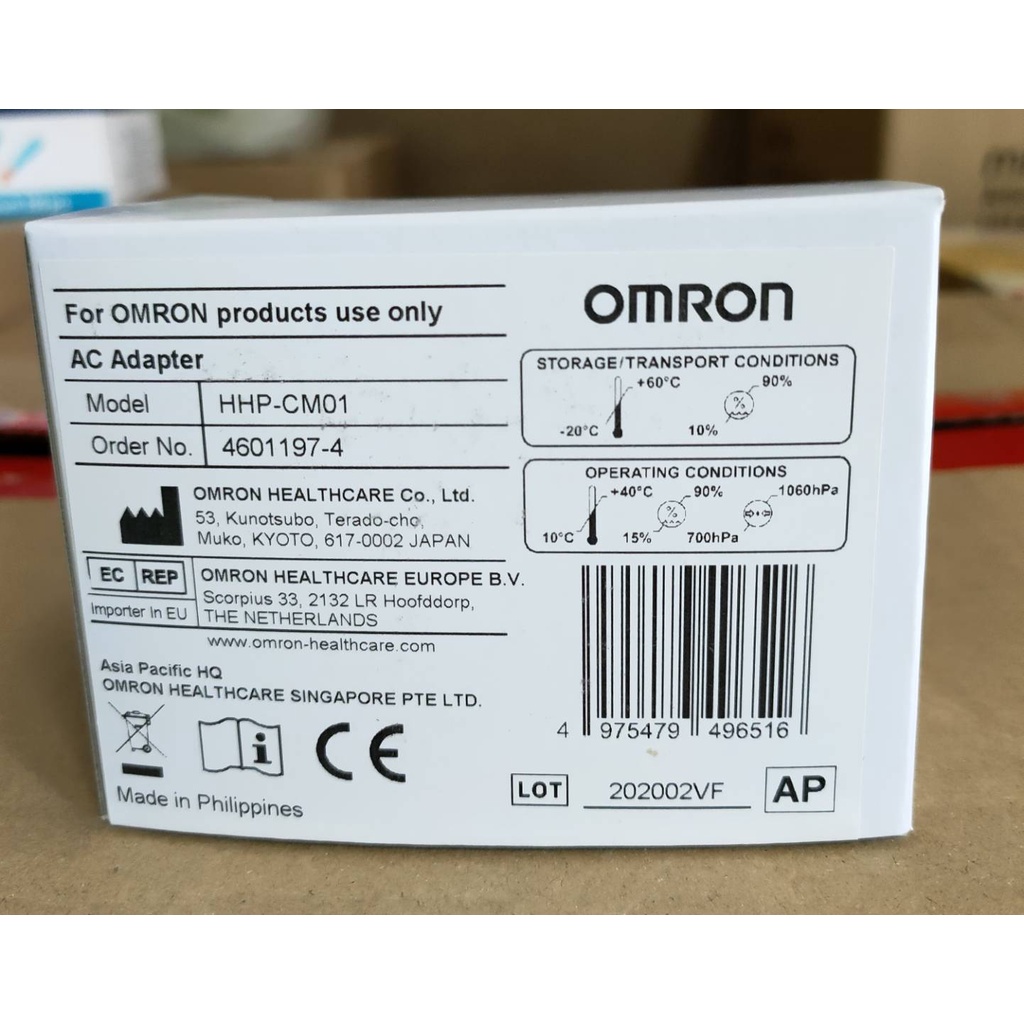 For OMRON products use only
AC Adapter
Model HHP-CM01
Order No. 4601197-4
OMRON HEALTHCARE Co., Ltd.
53, Kunotsubo, Terado-cho,
Muko, KYOTO, 617-0002 JAPAN
EC REP
Importer in EU
OMRON HEALTHCARE EUROPE B.V.
Scorpius 33, 2132 LR Hoofddorp,
THE NETHERLANDS
www.omron-healthcare.com
Asia Pacific HQ
OMRON HEALTHCARE SINGAPORE PTE LTD.
i
CE
Made in Philippines
OMRON
STORAGE/TRANSPORT CONDITIONS
+60°C 90%
%
-20°C 10%
OPERATING CONDITIONS
+40°C 90% 1060hPa
%
10°C 15% 700hPa
4 975479 496516
LOT 202002VF AP